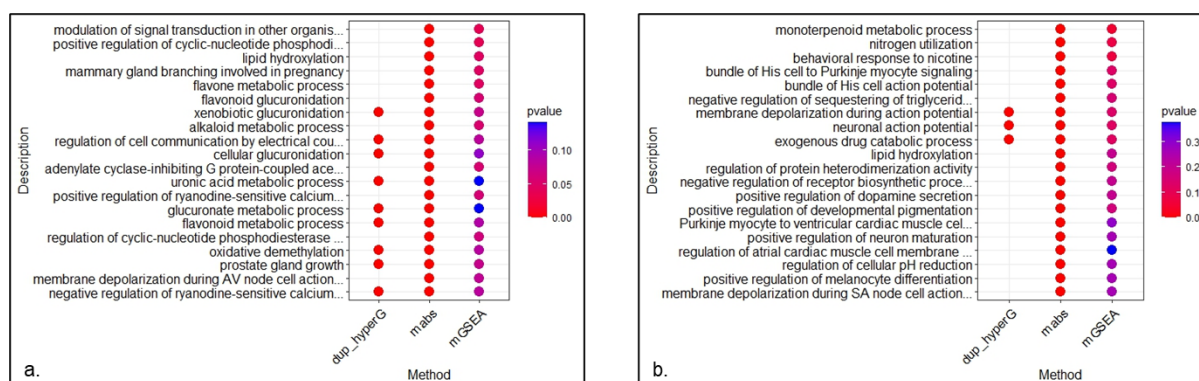 modulation of signal transduction in other organis...
positive regulation of cyclic-nucleotide phosphodi...
lipid hydroxylation
mammary gland branching involved in pregnancy
flavone metabolic process
flavonoid glucuronidation
xenobiotic glucuronidation
alkaloid metabolic process
regulation of cell communication by electrical cou...
cellular glucuronidation
adenylate cyclase-inhibiting G protein-coupled ace...
uronic acid metabolic process
positive regulation of ryanodine-sensitive calcium...
glucuronate metabolic process
flavonoid metabolic process
regulation of cyclic-nucleotide phosphodiesterase ...
oxidative demethylation
prostate gland growth
membrane depolarization during AV node cell action...
negative regulation of ryanodine-sensitive calcium...
Description
dup_hyperG
mabs
mGSEA
Method
pvalue
0.10
0.05
0.00
a.
monoterpenoid metabolic process
nitrogen utilization
behavioral response to nicotine
bundle of His cell to Purkinje myocyte signaling
bundle of His cell action potential
negative regulation of sequestering of triglycerid...
membrane depolarization during action potential
neuronal action potential
exogenous drug catabolic process
lipid hydroxylation
regulation of protein heterodimerization activity
negative regulation of receptor biosynthetic proce...
positive regulation of dopamine secretion
positive regulation of developmental pigmentation
Purkinje myocyte to ventricular cardiac muscle cel...
positive regulation of neuron maturation
regulation of atrial cardiac muscle cell membrane ...
regulation of cellular pH reduction
positive regulation of melanocyte differentiation
membrane depolarization during SA node cell action...
Description
dup_hyperG
mabs
mGSEA
Method
pvalue
0.3
0.2
0.1
0.0
b.